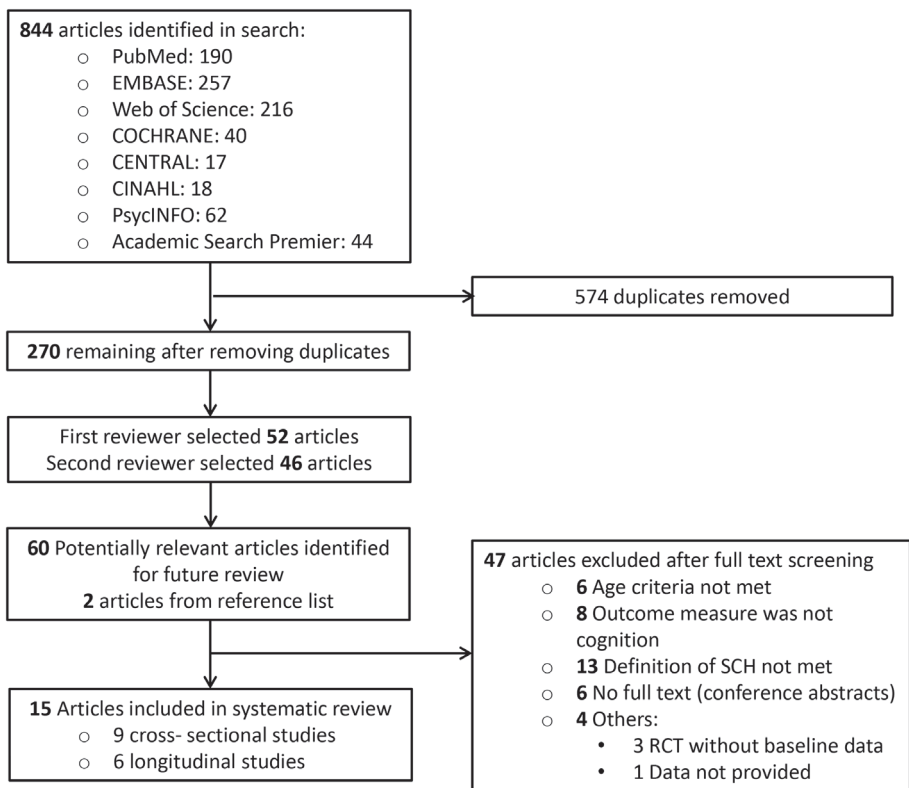 844 articles identified in search:
○ PubMed: 190
○ EMBASE: 257
○ Web of Science: 216
○ COCHRANE: 40
○ CENTRAL: 17
○ CINAHL: 18
○ PsycINFO: 62
○ Academic Search Premier: 44
574 duplicates removed
270 remaining after removing duplicates
First reviewer selected 52 articles
Second reviewer selected 46 articles
60 Potentially relevant articles identified
for future review
2 articles from reference list
47 articles excluded after full text screening
○ 6 Age criteria not met
○ 8 Outcome measure was not
cognition
○ 13 Definition of SCH not met
○ 6 No full text (conference abstracts)
○ 4 Others:
• 3 RCT without baseline data
• 1 Data not provided
15 Articles included in systematic review
○ 9 cross- sectional studies
○ 6 longitudinal studies